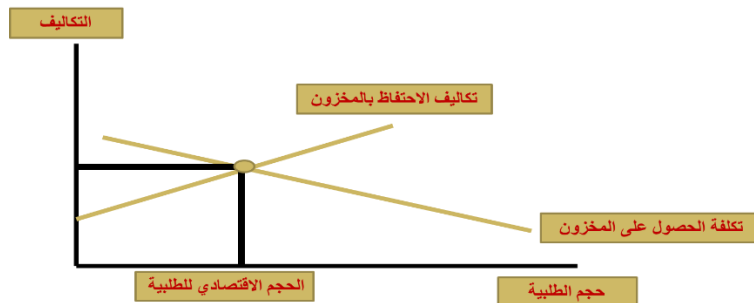 التكاليف
تكاليف الاحتفاظ بالمخزون
تكلفة الحصول على المخزون
الحجم الاقتصادي للطلبية
حجم الطلبية